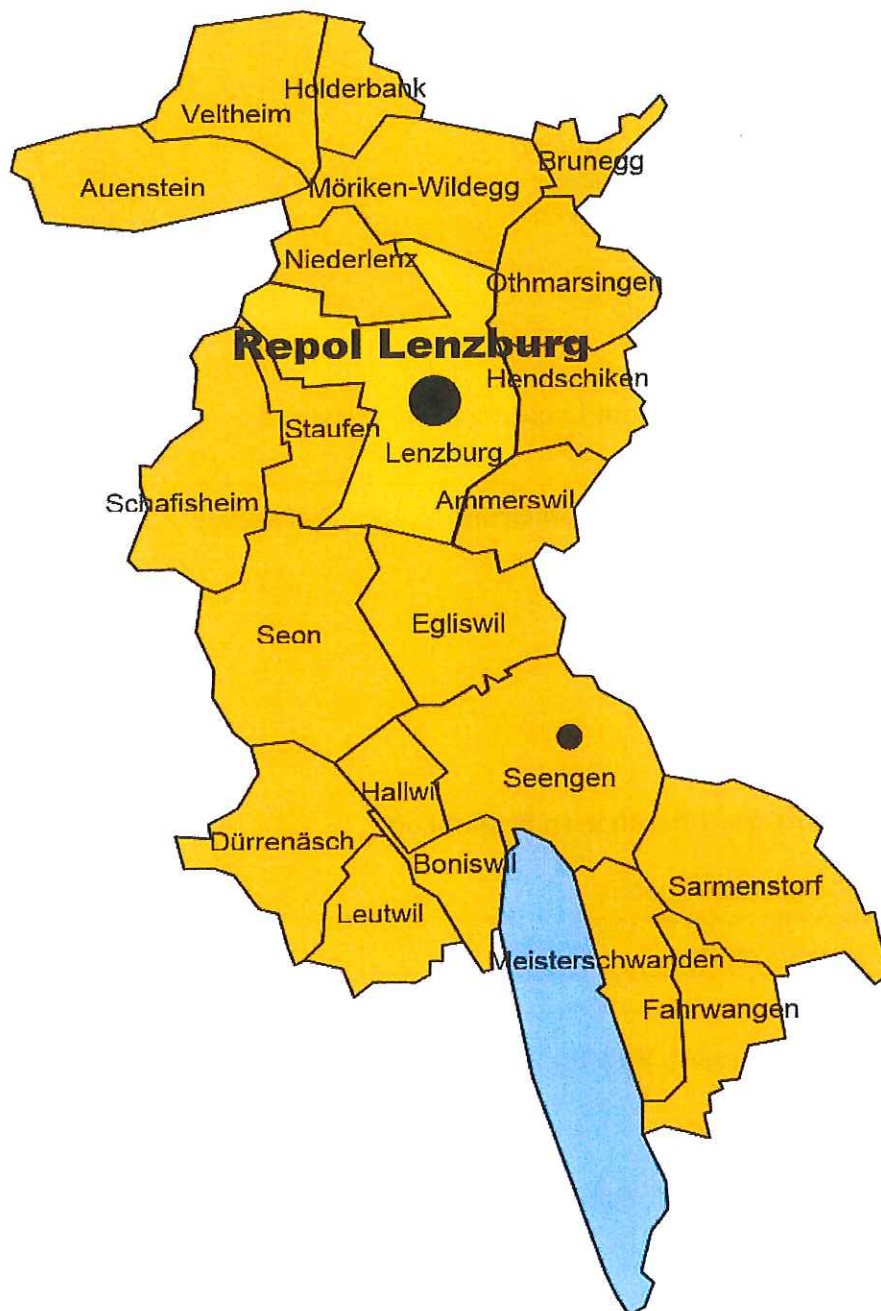 Holderbank
Veltheim
Brunegg
Auenstein
Möriken-Wildegg
Niederlenz
Othmarsingen
Repol Lenzburg
Hendschiken
Staufen
Lenzburg
Schafisheim
Ammerswil
Egliswil
Seon
Seengen
Hallwil
Dürrenäsch
Boniswil
Sarmenstorf
Leutwil
Meisterschwanden
Fahrwangen